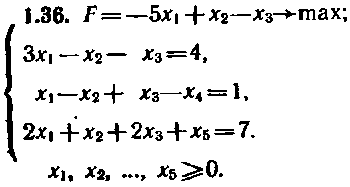 1.36. F=—5x₁+x₂—x₃→max;
3x₁—x₂— x₃=4,
x₁—x₂+ x₃—x₄=1,
2x₁+x₂+2x₃+x₅=7.
x₁, x₂, ..., x₅⩾0.